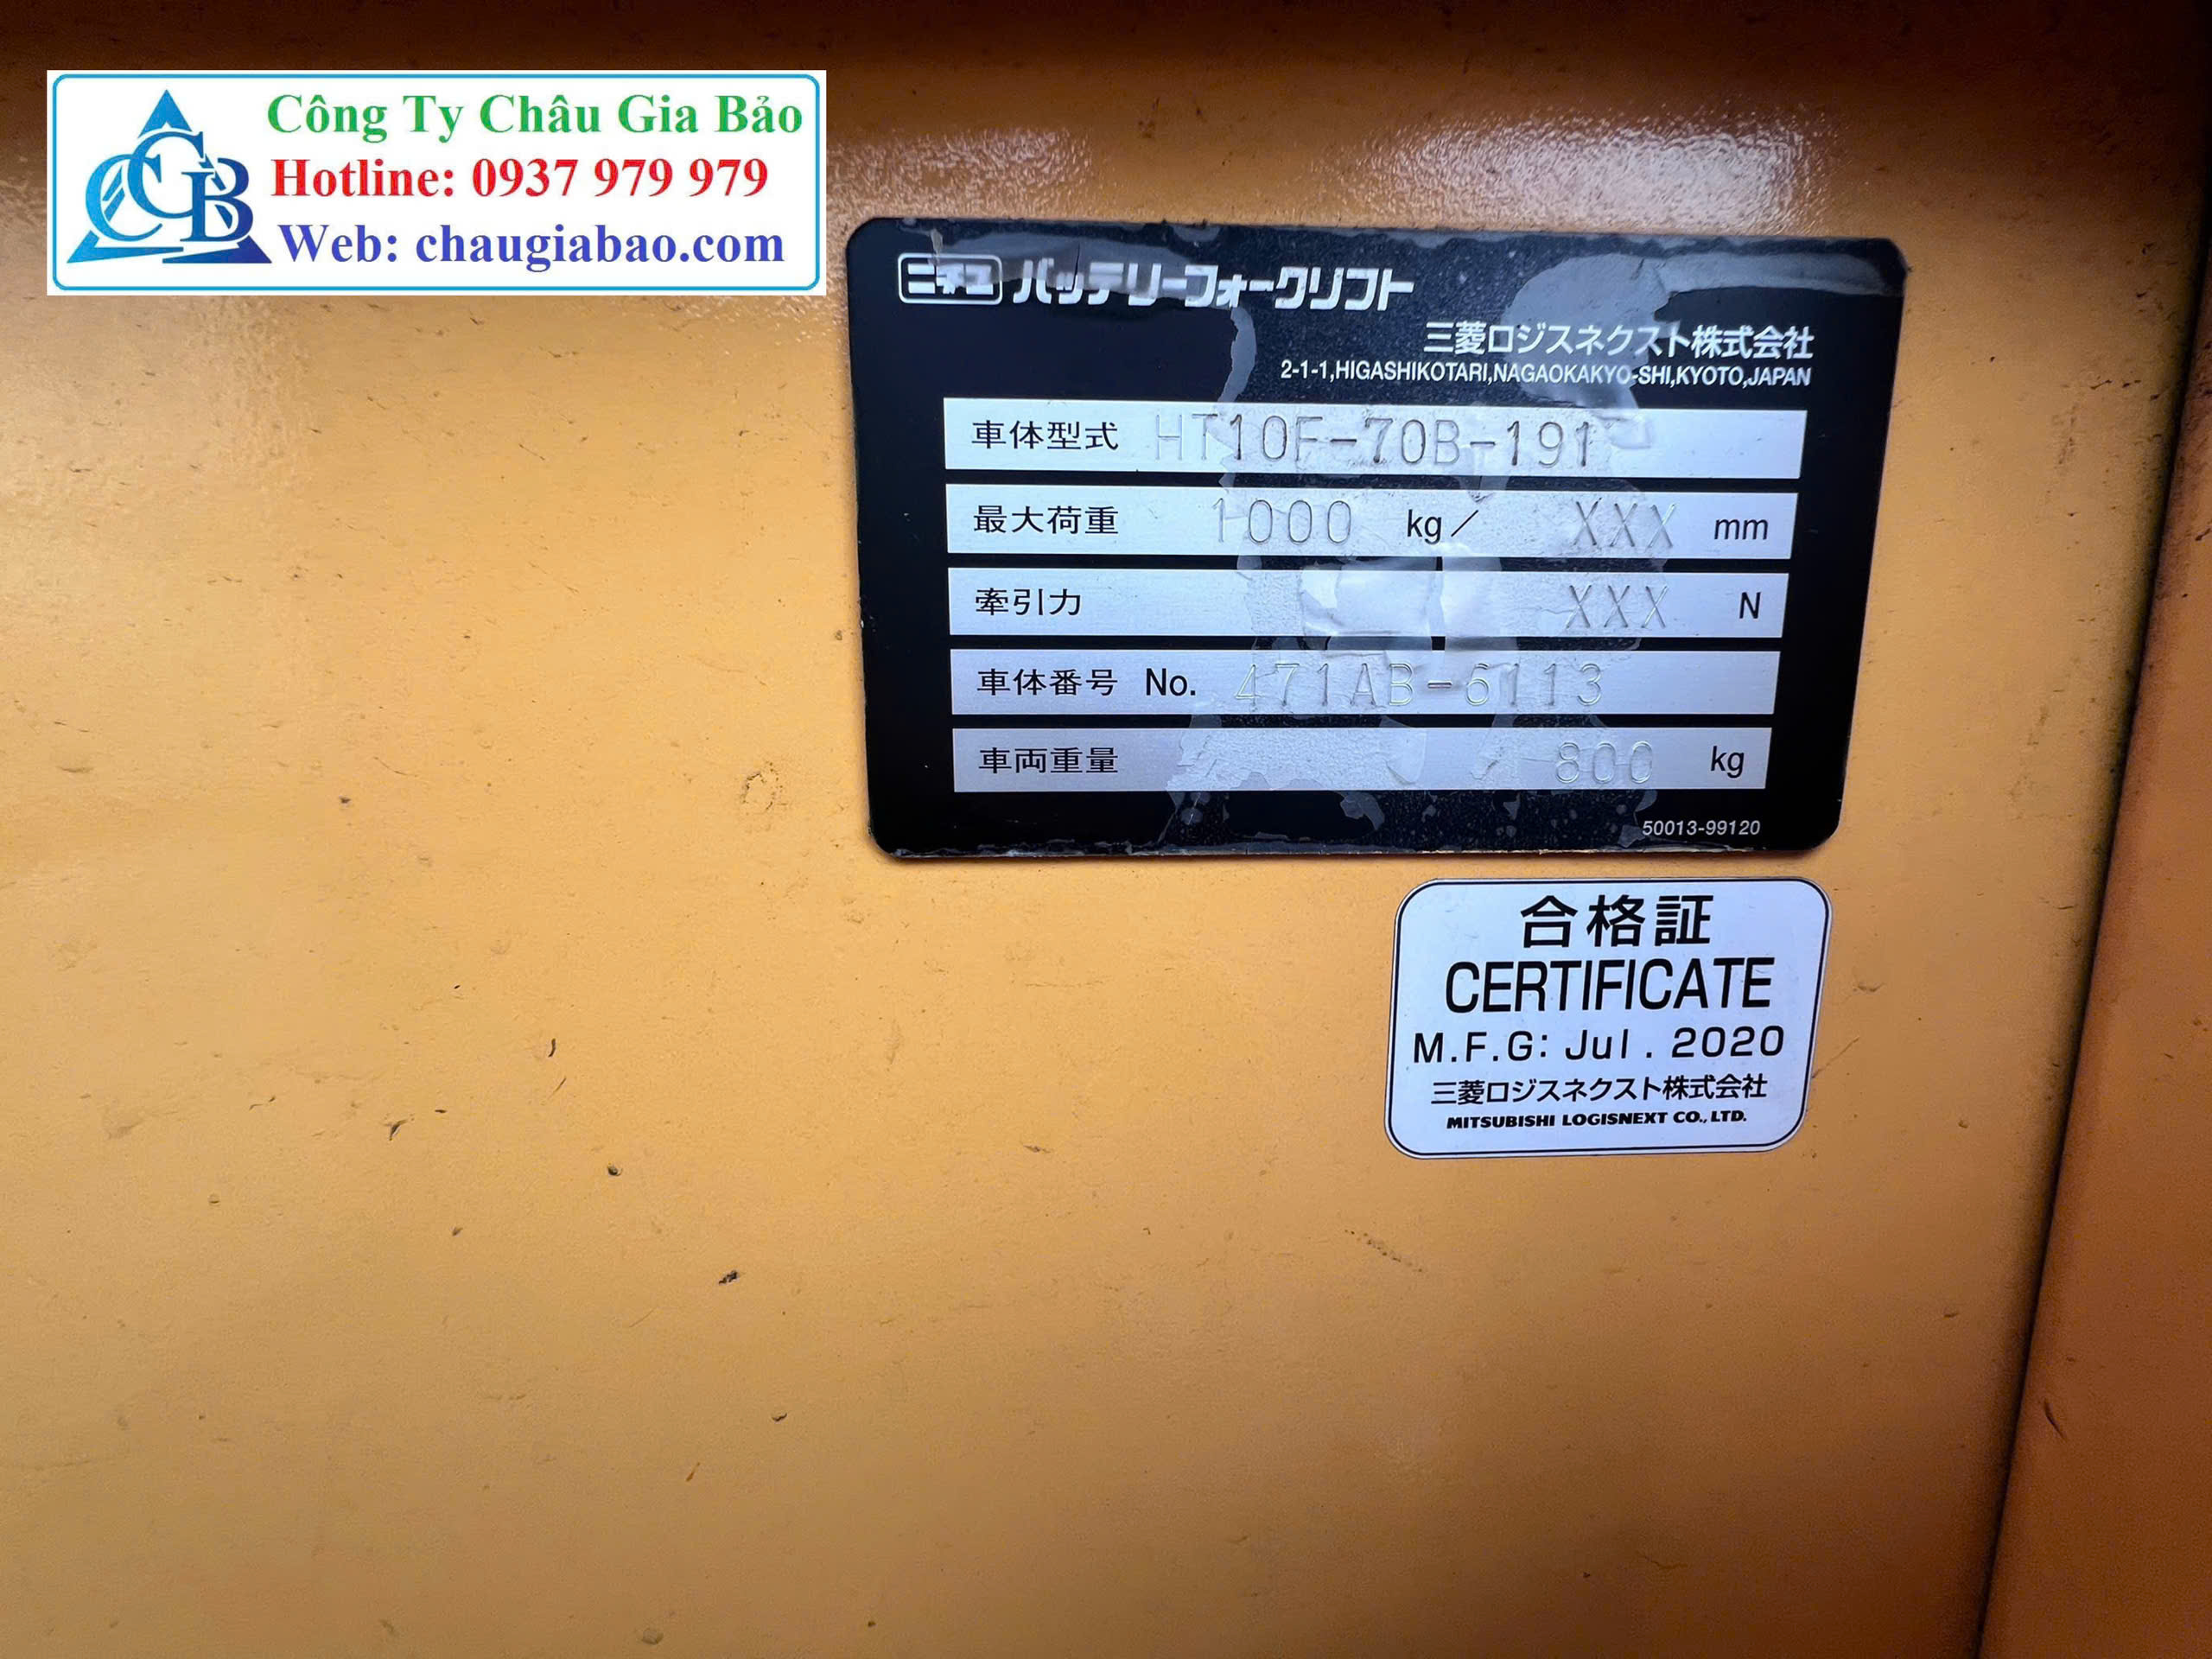 CGB
Công Ty Châu Gia Bảo
Hotline: 0937 979 979
Web: chaugiabao.com
ニチユ バッテリーフォークリフト
三菱ロジスネクスト株式会社
2-1-1,HIGASHIKOTARI,NAGAOKAKYO-SHI,KYOTO,JAPAN
車体型式 HT10F-70B-191
最大荷重 1000 kg/ XXX mm
牽引力 XXX N
車体番号 No. 471AB-6113
車両重量 800 kg
50013-99120
合格証
CERTIFICATE
M.F.G: Jul. 2020
三菱ロジスネクスト株式会社
MITSUBISHI LOGISNEXT CO., LTD.